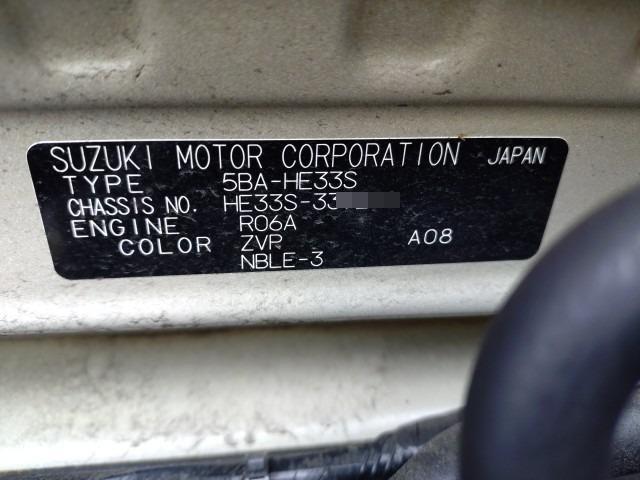 SUZUKI MOTOR CORPORATION JAPAN
TYPE 5BA-HE33S
CHASSIS NO. HE33S-33
ENGINE R06A
COLOR ZVP A08
NBLE-3